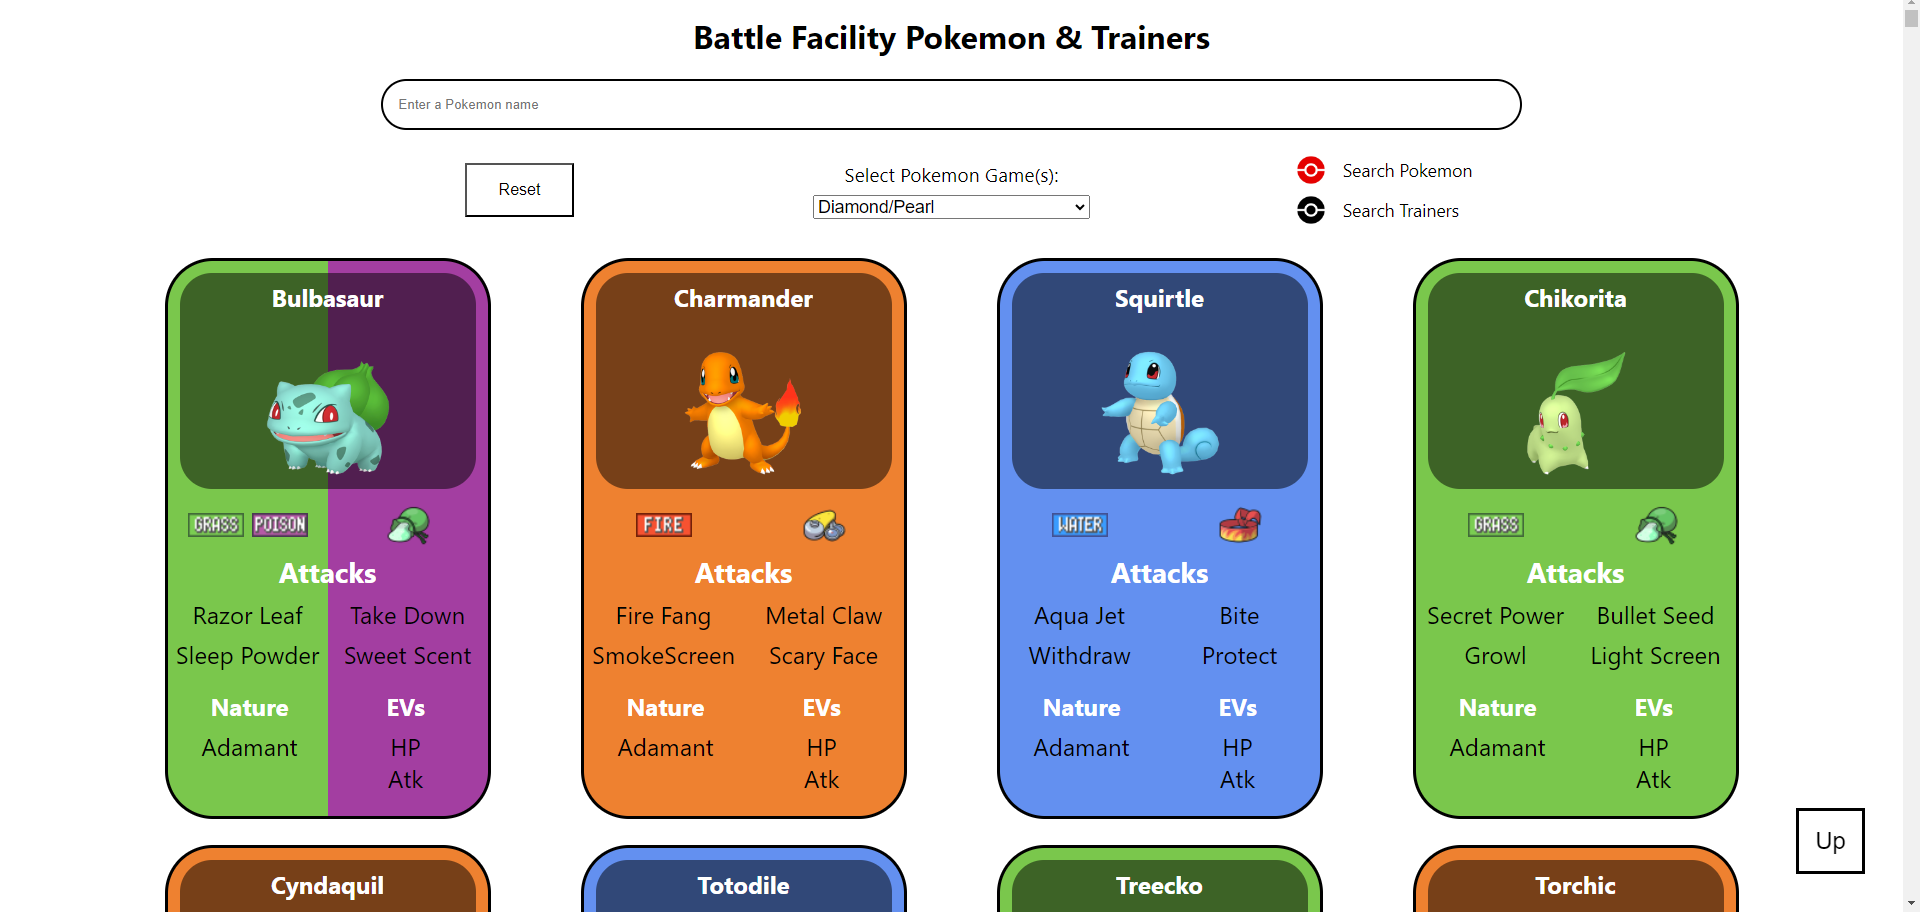 Battle Facility Pokemon & Trainers
Enter a Pokemon name
Reset
Select Pokemon Game(s):
Diamond/Pearl
Search Pokemon
Search Trainers
Bulbasaur
GRASS POISON
Attacks
Razor Leaf Take Down
Sleep Powder Sweet Scent
Nature EVs
Adamant HP
Atk
Charmander
FIRE
Attacks
Fire Fang Metal Claw
SmokeScreen Scary Face
Nature EVs
Adamant HP
Atk
Squirtle
WATER
Attacks
Aqua Jet Bite
Withdraw Protect
Nature EVs
Adamant HP
Atk
Chikorita
GRASS
Attacks
Secret Power Bullet Seed
Growl Light Screen
Nature EVs
Adamant HP
Atk
Cyndaquil
Totodile
Treecko
Torchic
Up